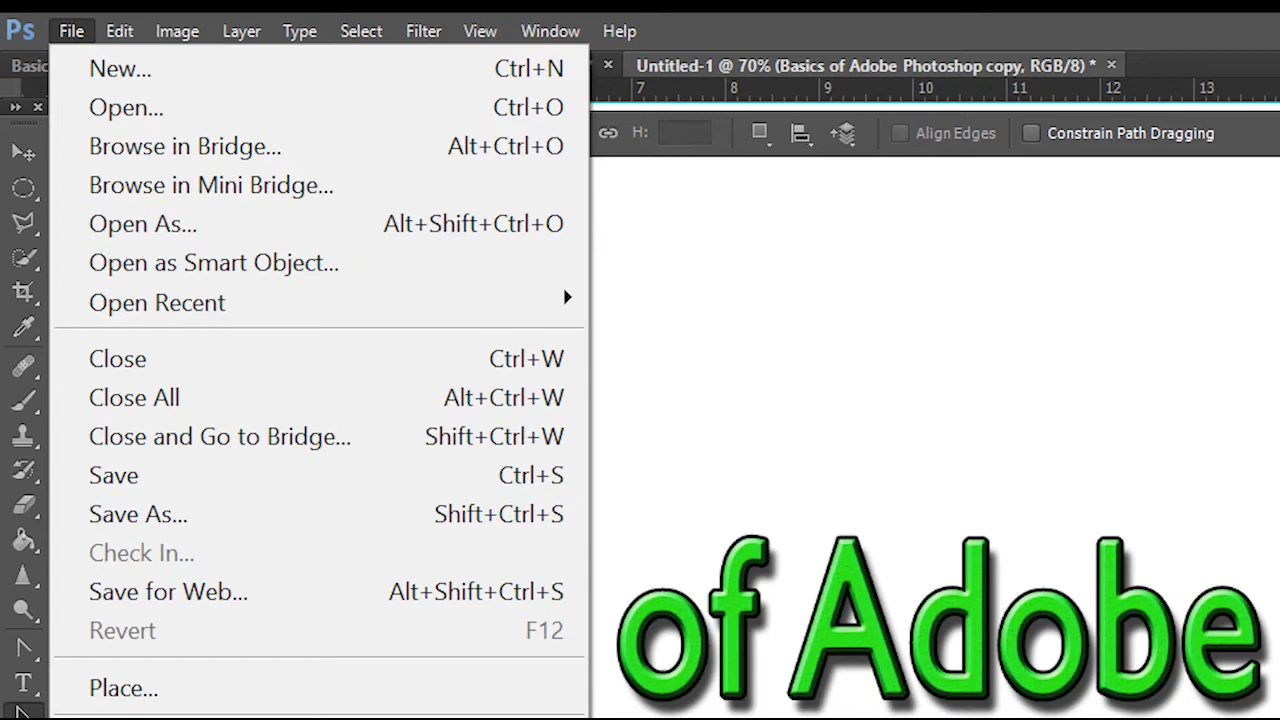 Ps File Edit Image Layer Type Select Filter View Window Help
Basic × Untitled-1 @ 70% (Basics of Adobe Photoshop copy, RGB/8) * ×
7 8 9 10 11 12 13
H: Align Edges Constrain Path Dragging
New... Ctrl+N
Open... Ctrl+O
Browse in Bridge... Alt+Ctrl+O
Browse in Mini Bridge...
Open As... Alt+Shift+Ctrl+O
Open as Smart Object...
Open Recent
Close Ctrl+W
Close All Alt+Ctrl+W
Close and Go to Bridge... Shift+Ctrl+W
Save Ctrl+S
Save As... Shift+Ctrl+S
Check In...
Save for Web... Alt+Shift+Ctrl+S
Revert F12
Place...
of Adobe